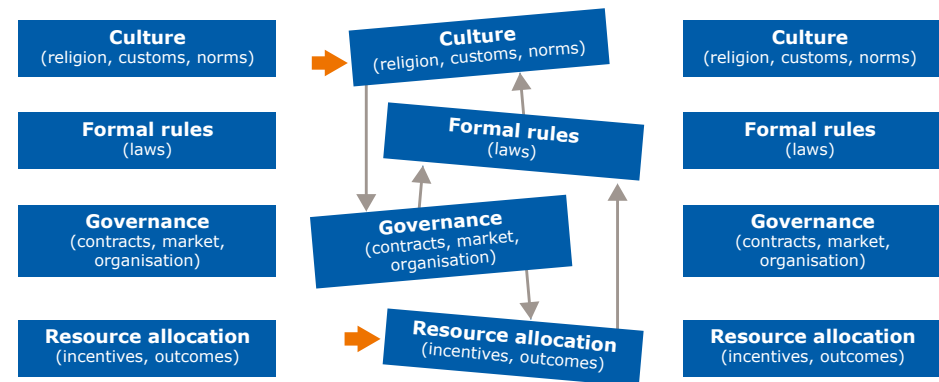 Culture
(religion, customs, norms)
Formal rules
(laws)
Governance
(contracts, market,
organisation)
Resource allocation
(incentives, outcomes)
Culture
(religion, customs, norms)
Formal rules
(laws)
Governance
(contracts, market,
organisation)
Resource allocation
(incentives, outcomes)
Culture
(religion, customs, norms)
Formal rules
(laws)
Governance
(contracts, market,
organisation)
Resource allocation
(incentives, outcomes)